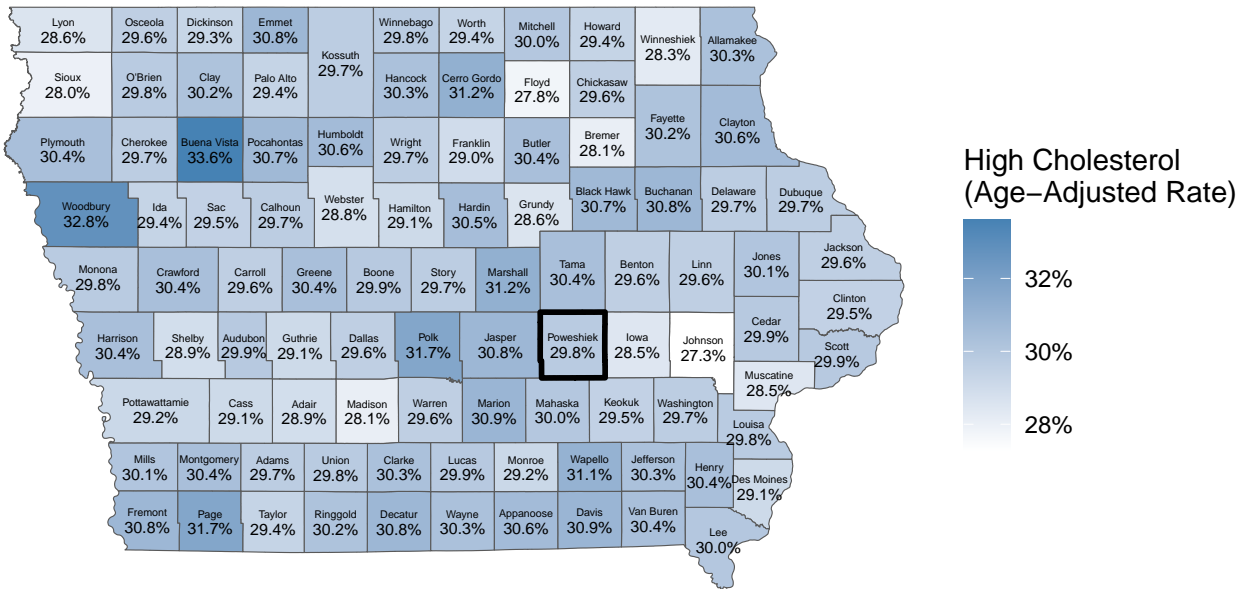 Lyon
28.6%
Osceola
29.6%
Dickinson
29.3%
Emmet
30.8%
Kossuth
29.7%
Winnebago
29.8%
Worth
29.4%
Mitchell
30.0%
Howard
29.4%
Winneshiek
28.3%
Allamakee
30.3%
Sioux
28.0%
O'Brien
29.8%
Clay
30.2%
Palo Alto
29.4%
Hancock
30.3%
Cerro Gordo
31.2%
Floyd
27.8%
Chickasaw
29.6%
Fayette
30.2%
Clayton
30.6%
Plymouth
30.4%
Cherokee
29.7%
Buena Vista
33.6%
Pocahontas
30.7%
Humboldt
30.6%
Wright
29.7%
Franklin
29.0%
Butler
30.4%
Bremer
28.1%
Woodbury
32.8%
Ida
29.4%
Sac
29.5%
Calhoun
29.7%
Webster
28.8%
Hamilton
29.1%
Hardin
30.5%
Grundy
28.6%
Black Hawk
30.7%
Buchanan
30.8%
Delaware
29.7%
Dubuque
29.7%
Monona
29.8%
Crawford
30.4%
Carroll
29.6%
Greene
30.4%
Boone
29.9%
Story
29.7%
Marshall
31.2%
Tama
30.4%
Benton
29.6%
Linn
29.6%
Jones
30.1%
Jackson
29.6%
Clinton
29.5%
Harrison
30.4%
Shelby
28.9%
Audubon
29.9%
Guthrie
29.1%
Dallas
29.6%
Polk
31.7%
Jasper
30.8%
Poweshiek
29.8%
Iowa
28.5%
Johnson
27.3%
Cedar
29.9%
Scott
29.9%
Muscatine
28.5%
Pottawattamie
29.2%
Cass
29.1%
Adair
28.9%
Madison
28.1%
Warren
29.6%
Marion
30.9%
Mahaska
30.0%
Keokuk
29.5%
Washington
29.7%
Louisa
29.8%
Mills
30.1%
Montgomery
30.4%
Adams
29.7%
Union
29.8%
Clarke
30.3%
Lucas
29.9%
Monroe
29.2%
Wapello
31.1%
Jefferson
30.3%
Henry
30.4%
Des Moines
29.1%
Fremont
30.8%
Page
31.7%
Taylor
29.4%
Ringgold
30.2%
Decatur
30.8%
Wayne
30.3%
Appanoose
30.6%
Davis
30.9%
Van Buren
30.4%
Lee
30.0%
High Cholesterol
(Age−Adjusted Rate)
32%
30%
28%